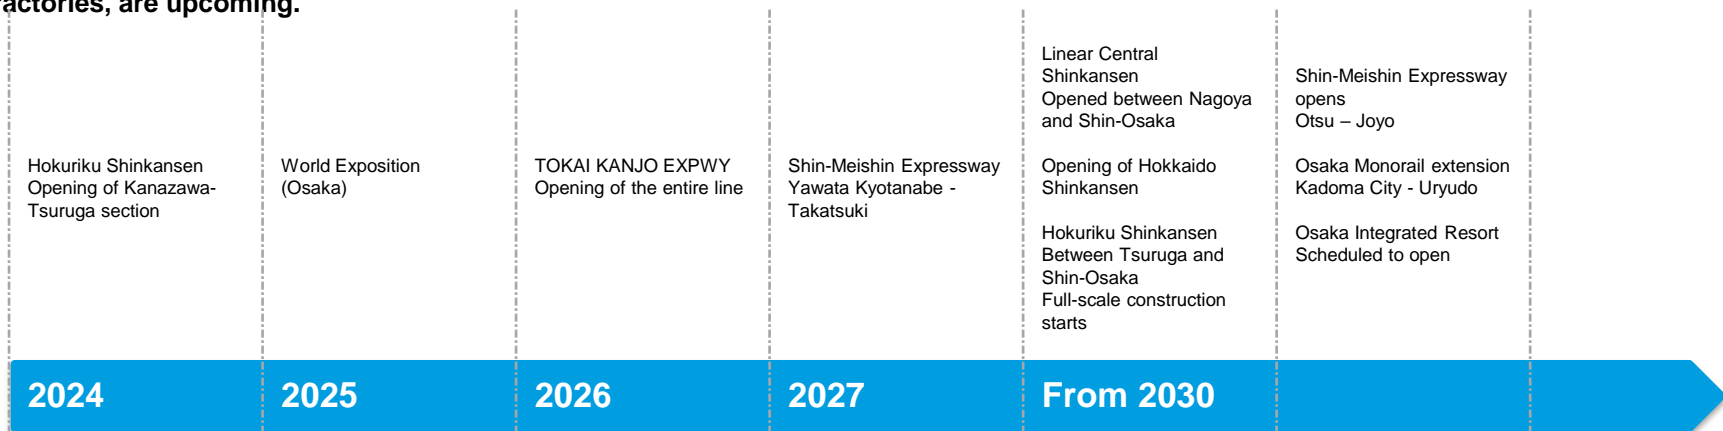 actories, are upcoming.
Hokuriku Shinkansen
Opening of Kanazawa-
Tsuruga section
World Exposition
(Osaka)
TOKAI KANJO EXPWY
Opening of the entire line
Shin-Meishin Expressway
Yawata Kyotanabe -
Takatsuki
Linear Central
Shinkansen
Opened between Nagoya
and Shin-Osaka
Opening of Hokkaido
Shinkansen
Hokuriku Shinkansen
Between Tsuruga and
Shin-Osaka
Full-scale construction
starts
Shin-Meishin Expressway
opens
Otsu – Joyo
Osaka Monorail extension
Kadoma City - Uryudo
Osaka Integrated Resort
Scheduled to open
2024
2025
2026
2027
From 2030